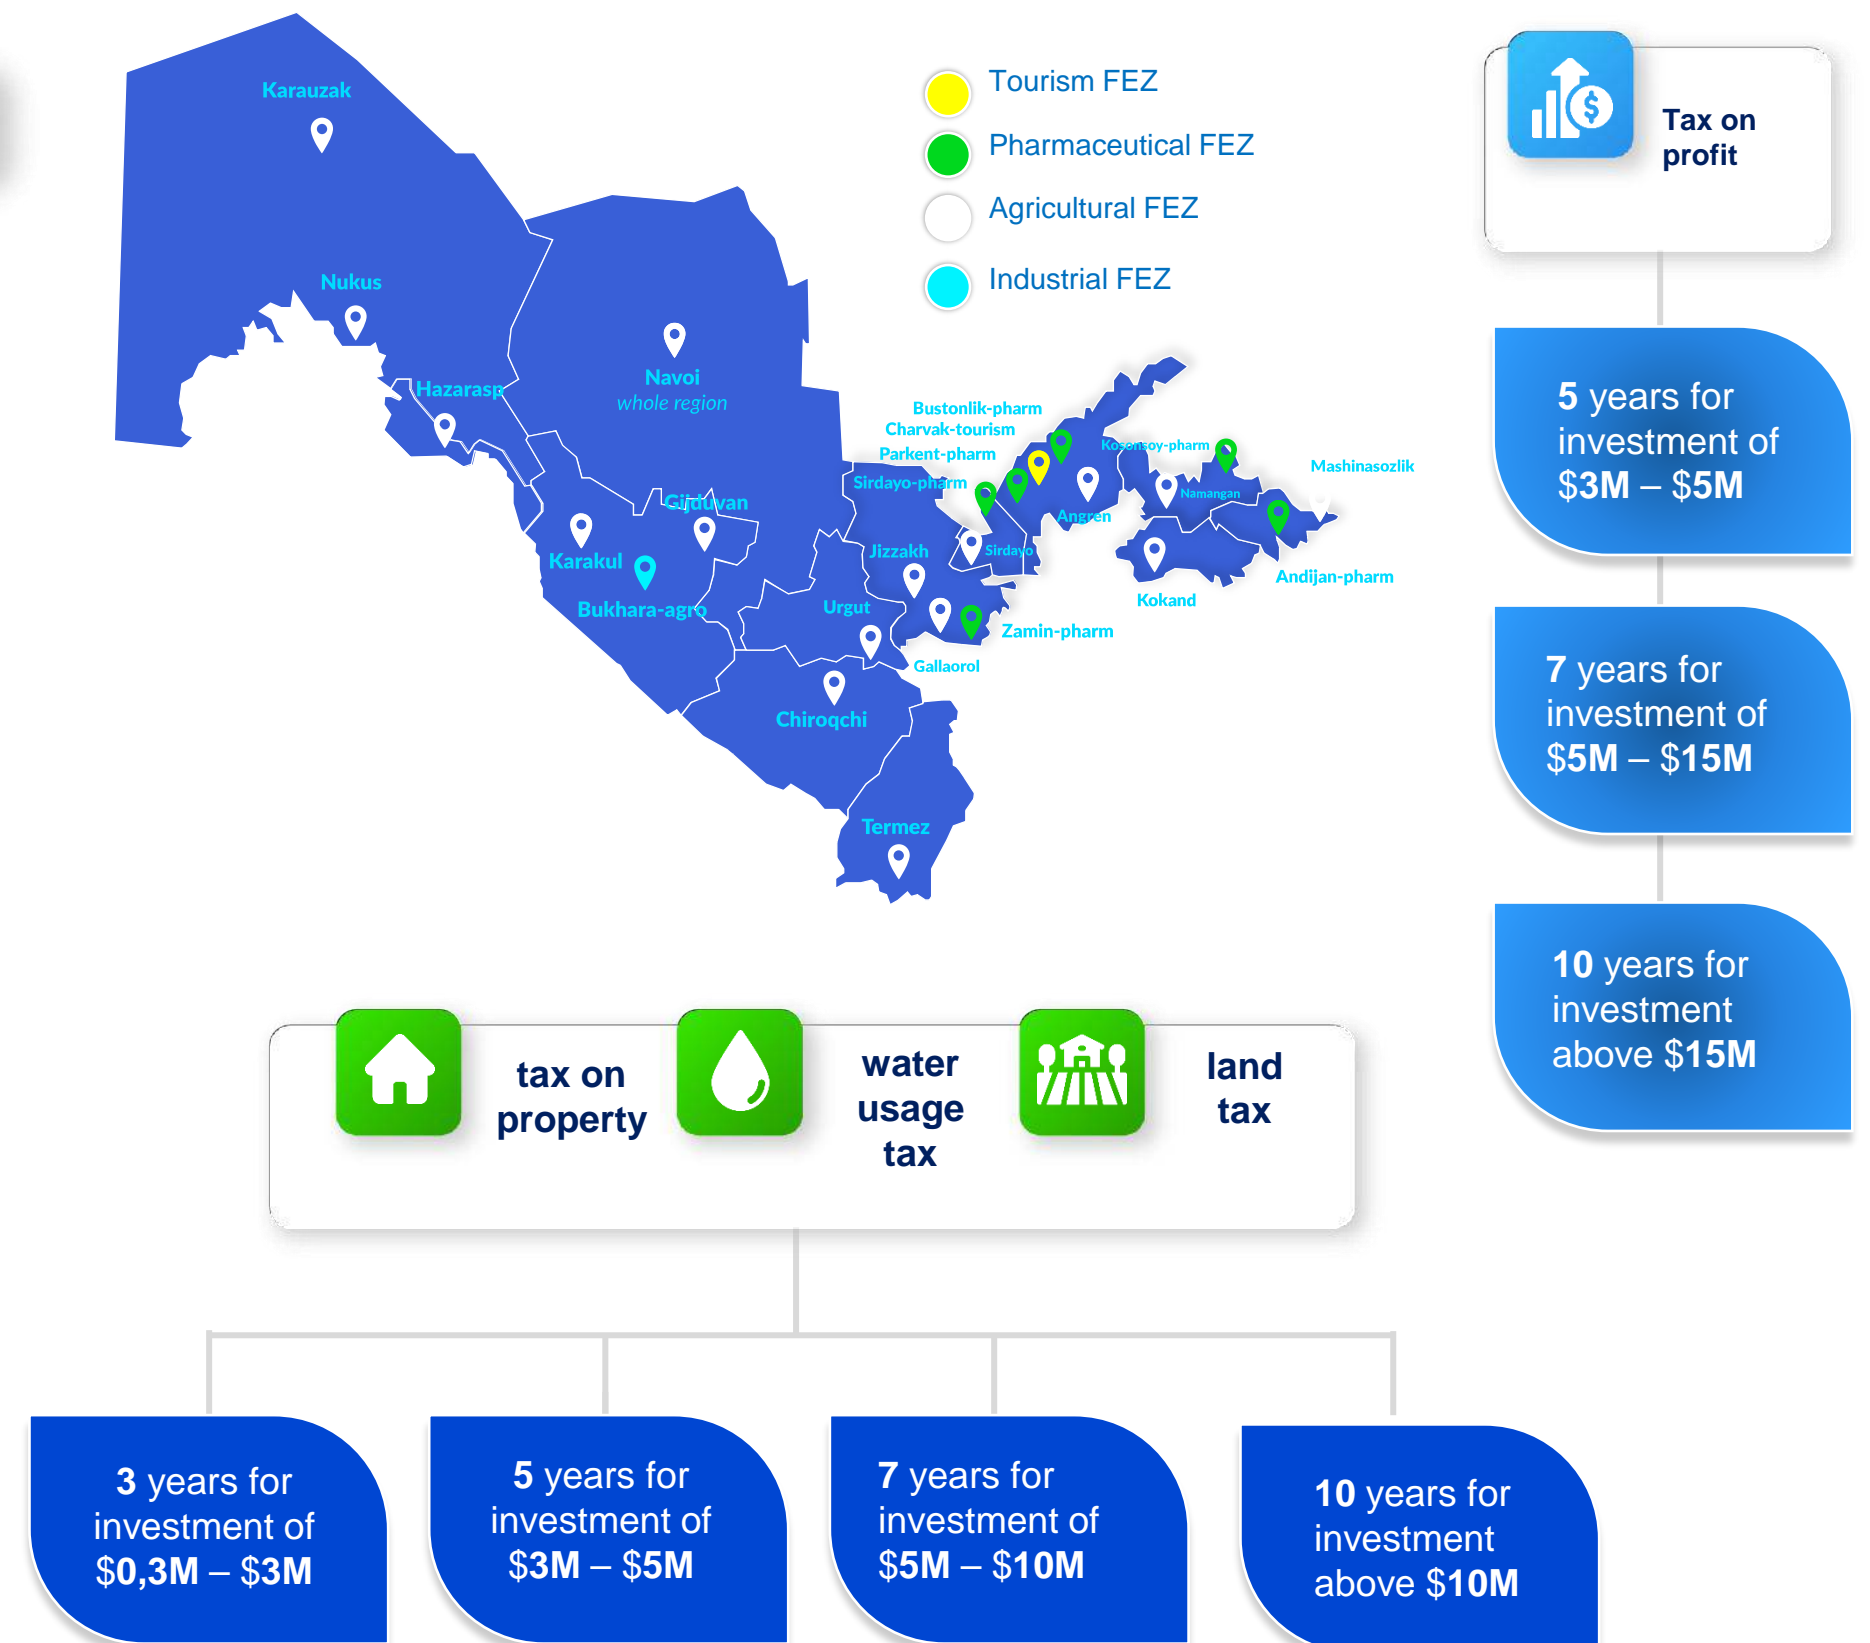 Karauzak
Nukus
Hazarasp
Navoi
whole region
Tourism FEZ
Pharmaceutical FEZ
Agricultural FEZ
Industrial FEZ
Bustonlik-pharm
Charvak-tourism
Parkent-pharm
Sirdayo-pharm
Kosonsoy-pharm
Mashinasozlik
Namangan
Angren
Gijduvan
Jizzakh
Sirdayo
Karakul
Andijan-pharm
Bukhara-agro
Urgut
Kokand
Zamin-pharm
Gallaorol
Chiroqchi
Termez
Tax on
profit
5 years for
investment of
$3M – $5M
7 years for
investment of
$5M – $15M
10 years for
investment
above $15M
tax on
property
water
usage
tax
land
tax
3 years for
investment of
$0,3M – $3M
5 years for
investment of
$3M – $5M
7 years for
investment of
$5M – $10M
10 years for
investment
above $10M